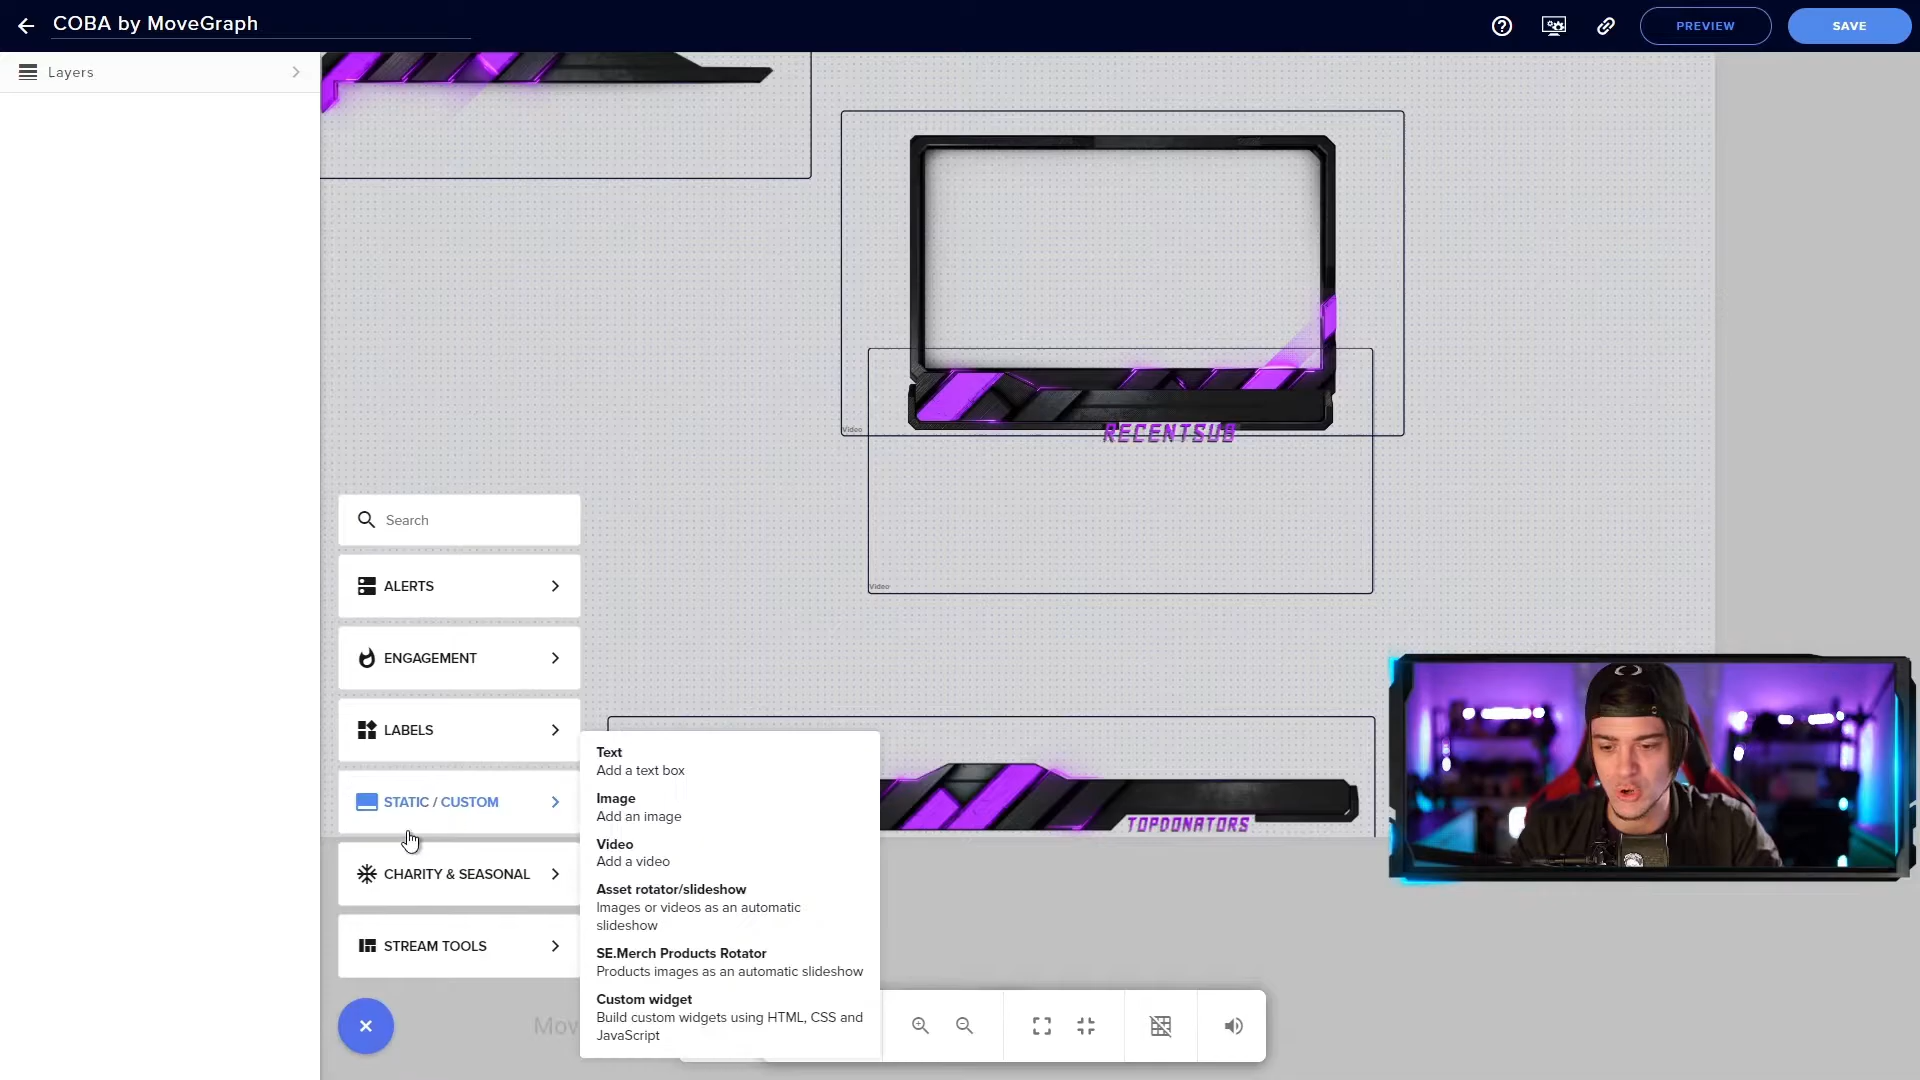 COBA by MoveGraph
PREVIEW
SAVE
Layers
Video
RECENTSUB
Video
Search
ALERTS
ENGAGEMENT
LABELS
STATIC / CUSTOM
CHARITY & SEASONAL
STREAM TOOLS
Text
Add a text box
Image
Add an image
Video
Add a video
Asset rotator/slideshow
Images or videos as an automatic
slideshow
SE.Merch Products Rotator
Products images as an automatic slideshow
Custom widget
Build custom widgets using HTML, CSS and
JavaScript
TOPDONATORS
Mov